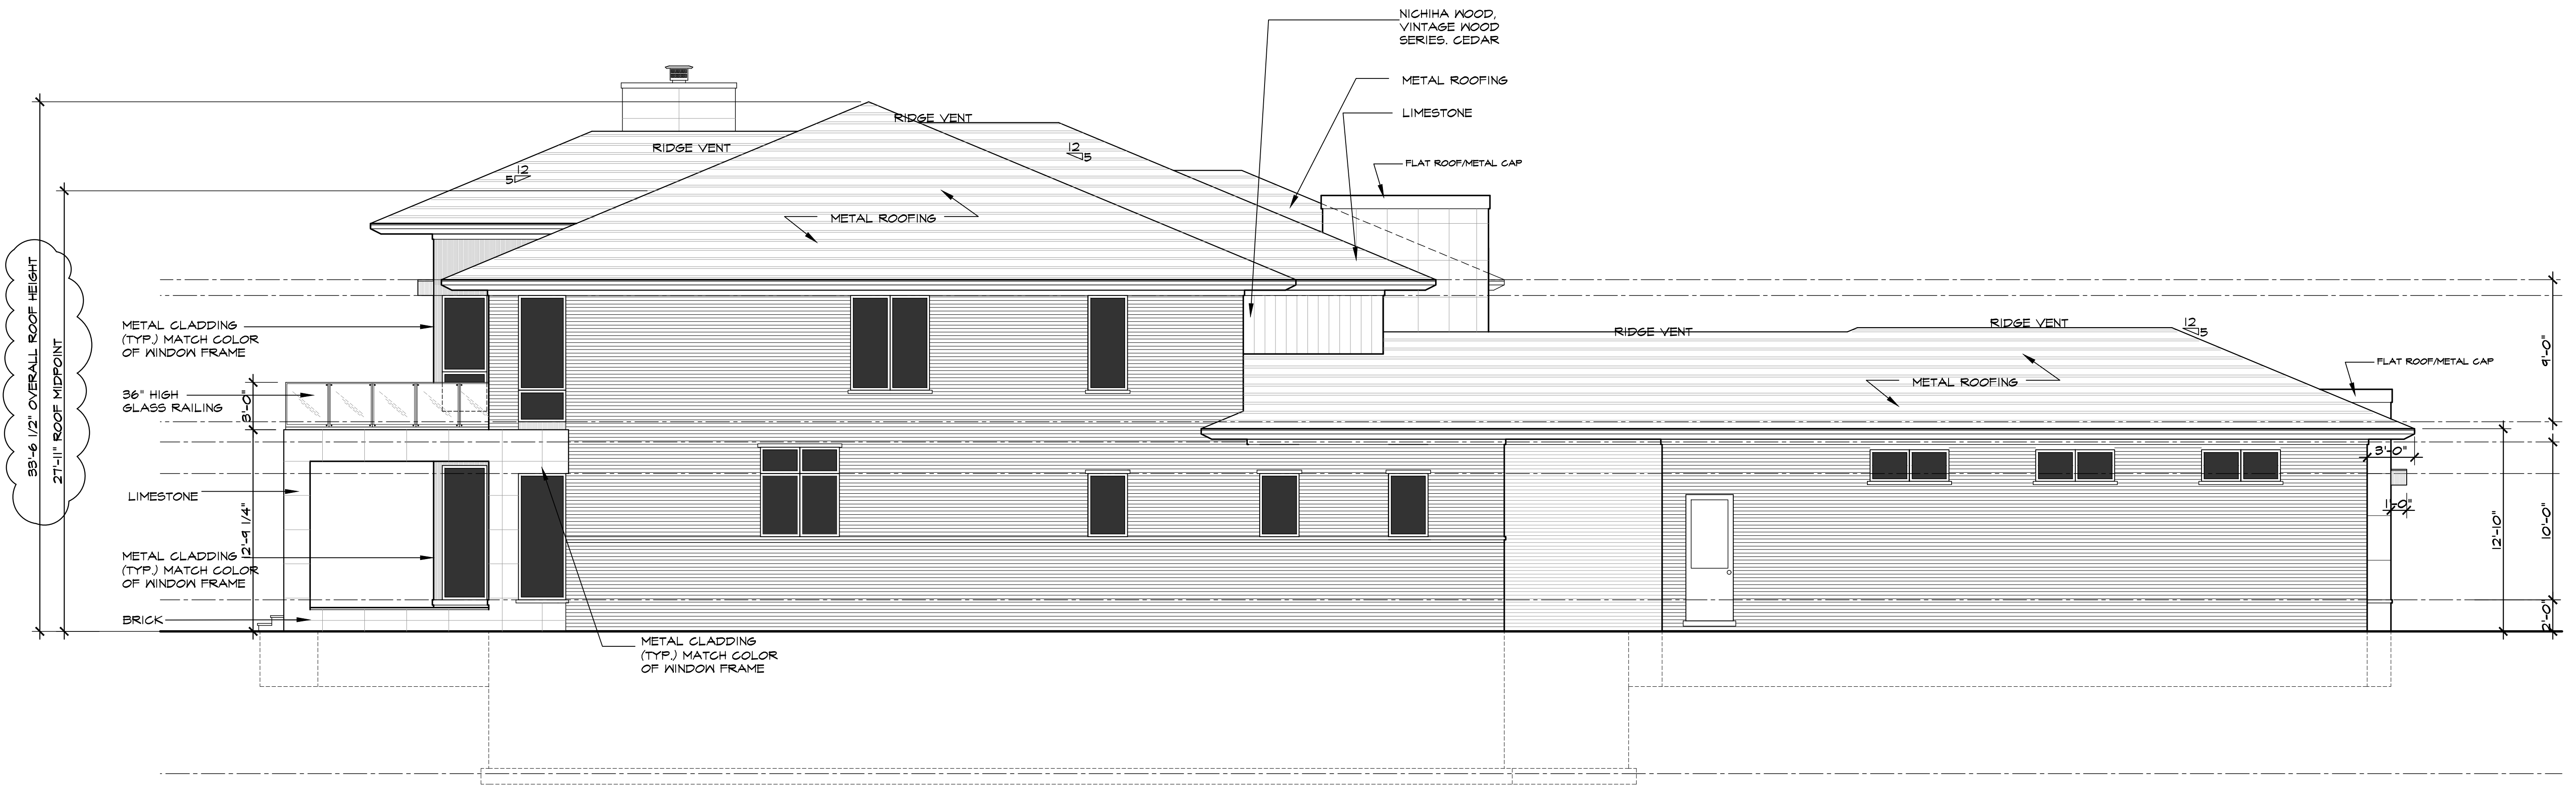 NICHIHA WOOD,
VINTAGE WOOD
SERIES. CEDAR
METAL ROOFING
LIMESTONE
FLAT ROOF/METAL CAP
RIDGE VENT
RIDGE VENT
12
5
12
5
METAL ROOFING
33'-6 1/2" OVERALL ROOF HEIGHT
27'-11" ROOF MIDPOINT
METAL CLADDING
(TYP.) MATCH COLOR
OF WINDOW FRAME
36" HIGH
GLASS RAILING
3'-0"
LIMESTONE
12'-9 1/4"
METAL CLADDING
(TYP.) MATCH COLOR
OF WINDOW FRAME
BRICK
METAL CLADDING
(TYP.) MATCH COLOR
OF WINDOW FRAME
RIDGE VENT
RIDGE VENT
12
5
METAL ROOFING
FLAT ROOF/METAL CAP
9'-0"
3'-0"
1'-0"
12'-10"
10'-0"
2'-0"